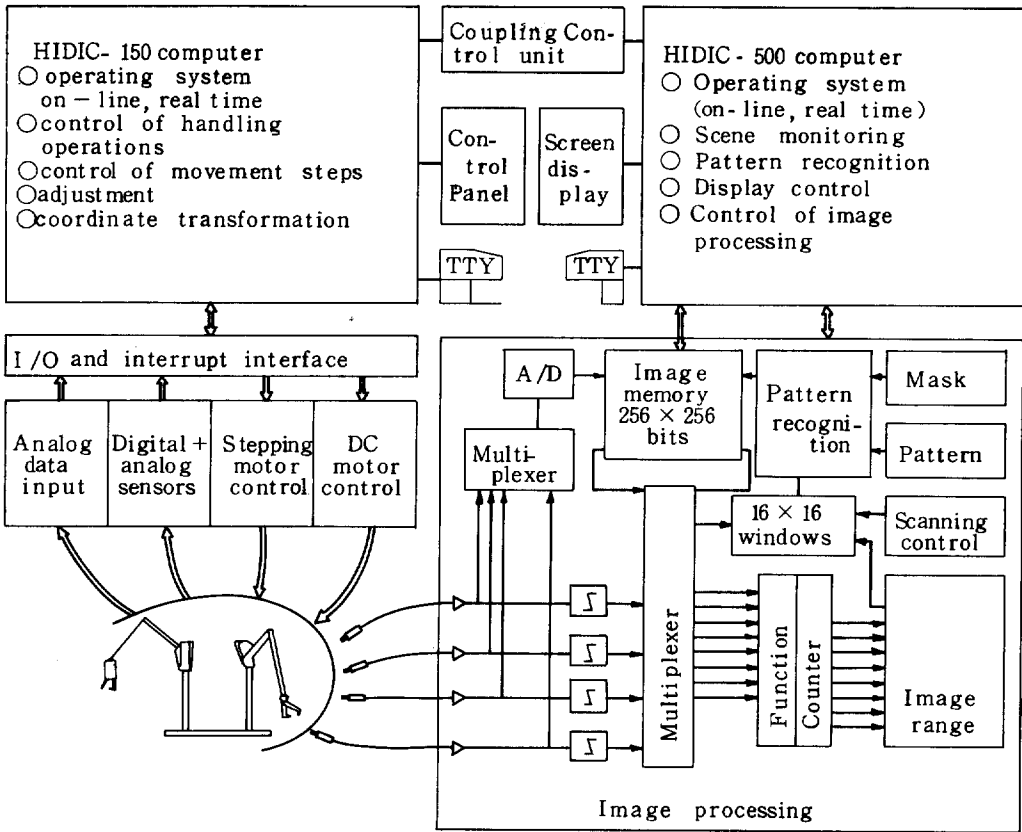 HIDIC-150 computer
○ operating system
on-line, real time
○control of handling
operations
○control of movement steps
○adjustment
○coordinate transformation
Coupling Con-
trol unit
Con-
trol
Panel
Screen
dis-
play
TTY
TTY
HIDIC-500 computer
○ Operating system
(on-line, real time)
○ Scene monitoring
○ Pattern recognition
○ Display control
○ Control of image
processing
I/O and interrupt interface
Analog
data
input
Digital+
analog
sensors
Stepping
motor
control
DC
motor
control
A/D
Multi-
plexer
Image
memory
256 × 256
bits
Pattern
recogni-
tion
Mask
Pattern
16 × 16
windows
Scanning
control
Multiplexer
Function
Counter
Image
range
Image processing